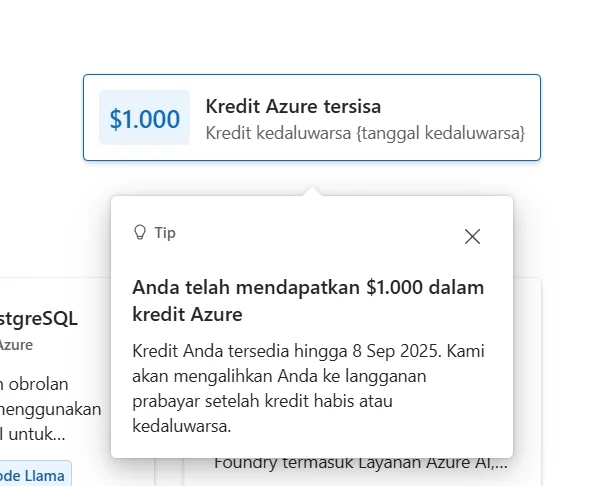 $1.000
Kredit Azure tersisa
Kredit kedaluwarsa {tanggal kedaluwarsa}
Tip
Anda telah mendapatkan $1.000 dalam
kredit Azure
Kredit Anda tersedia hingga 8 Sep 2025. Kami
akan mengalihkan Anda ke langganan
prabayar setelah kredit habis atau
kedaluwarsa.
stgreSQL
Azure
obrolan
menggunakan
untuk...
ode Llama
Foundry termasuk Layanan Azure AI,...